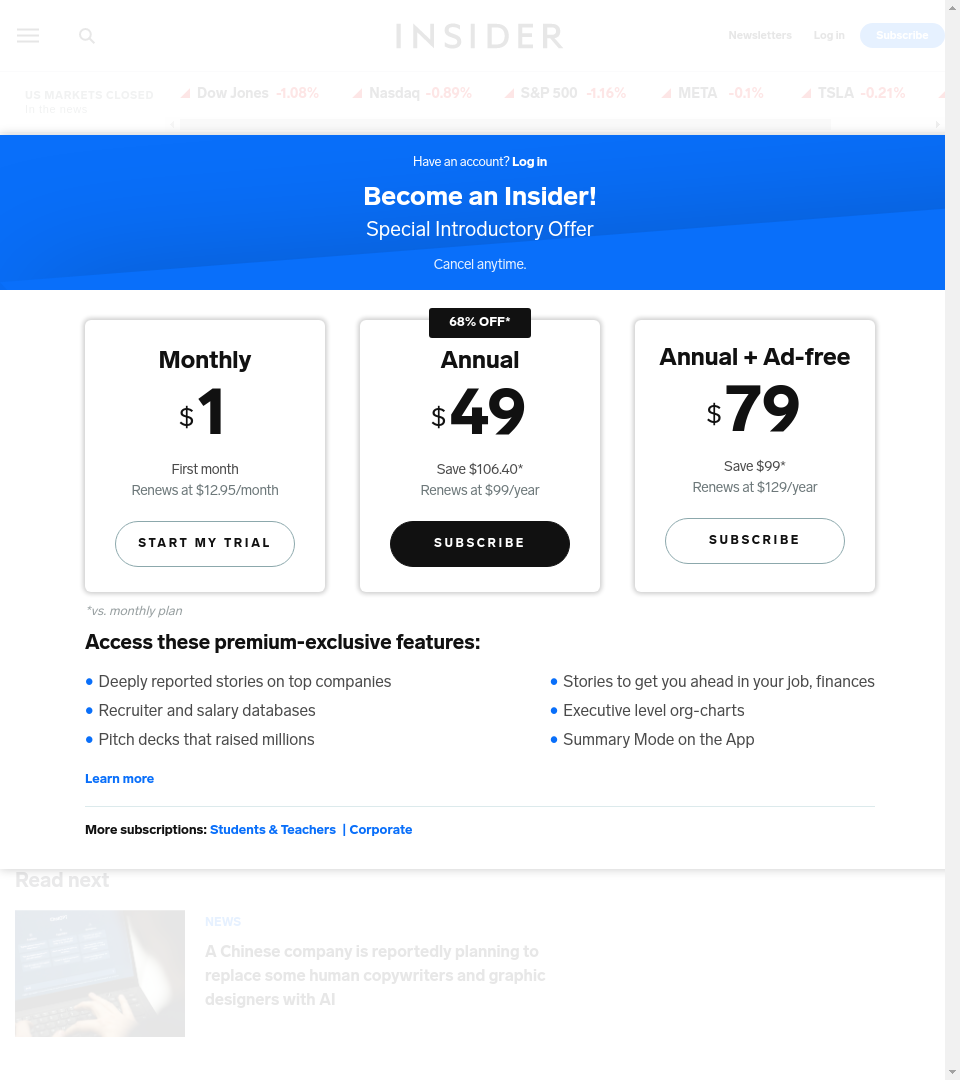 INSIDER
Newsletters
Log in
Subscribe
US MARKETS CLOSED
In the news
Dow Jones -1.08%
Nasdaq -0.89%
S&P 500 -1.16%
META -0.1%
TSLA -0.21%
Have an account? Log in
Become an Insider!
Special Introductory Offer
Cancel anytime.
Monthly
$1
First month
Renews at $12.95/month
START MY TRIAL
68% OFF*
Annual
$49
Save $106.40*
Renews at $99/year
SUBSCRIBE
Annual + Ad-free
$79
Save $99*
Renews at $129/year
SUBSCRIBE
*vs. monthly plan
Access these premium-exclusive features:
Deeply reported stories on top companies
Recruiter and salary databases
Pitch decks that raised millions
Stories to get you ahead in your job, finances
Executive level org-charts
Summary Mode on the App
Learn more
More subscriptions: Students & Teachers | Corporate
Read next
NEWS
A Chinese company is reportedly planning to
replace some human copywriters and graphic
designers with AI